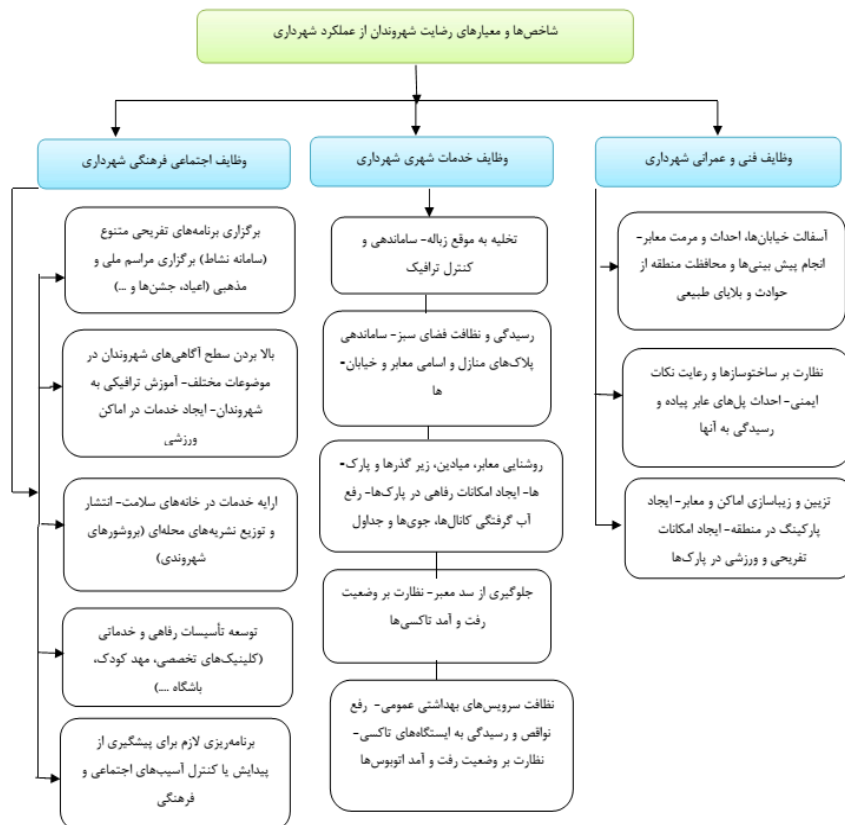 شاخص‌ها و معیارهای رضایت شهروندان از عملکرد شهرداری
وظایف فنی و عمرانی شهرداری
آسفالت خیابان‌ها، احداث و مرمت معابر-
انجام پیش بینی‌ها و محافظت منطقه از
حوادث و بلایای طبیعی
نظارت بر ساختوسازها و رعایت نکات
ایمنی- احداث پل‌های عابر پیاده و
رسیدگی به آنها
تزیین و زیباسازی اماکن و معابر- ایجاد
پارکینگ در منطقه- ایجاد امکانات
تفریحی و ورزشی در پارک‌ها
وظایف خدمات شهری شهرداری
تخلیه به موقع زباله- ساماندهی و
کنترل ترافیک
رسیدگی و نظافت فضای سبز- ساماندهی
پلاک‌های منازل و اسامی معابر و خیابان-
ها
روشنایی معابر، میادین، زیر گذرها و پارک-
ها- ایجاد امکانات رفاهی در پارک‌ها- رفع
آب گرفتگی کانال‌ها، جوی‌ها و جداول
جلوگیری از سد معبر- نظارت بر وضعیت
رفت و آمد تاکسی‌ها
نظافت سرویس‌های بهداشتی عمومی- رفع
نواقص و رسیدگی به ایستگاه‌های تاکسی-
نظارت بر وضعیت رفت و آمد اتوبوس‌ها
وظایف اجتماعی فرهنگی شهرداری
برگزاری برنامه‌های تفریحی متنوع
(سامانه نشاط) برگزاری مراسم ملی و
مذهبی (اعیاد، جشن‌ها و ...)
بالا بردن سطح آگاهی‌های شهروندان در
موضوعات مختلف- آموزش ترافیکی به
شهروندان- ایجاد خدمات در اماکن
ورزشی
ارایه خدمات در خانه‌های سلامت- انتشار
و توزیع نشریه‌های محله‌ای (بروشورهای
شهروندی)
توسعه تأسیسات رفاهی و خدماتی
(کلینیک‌های تخصصی، مهد کودک،
باشگاه ....)
برنامه‌ریزی لازم برای پیشگیری از
پیدایش یا کنترل آسیب‌های اجتماعی و
فرهنگی